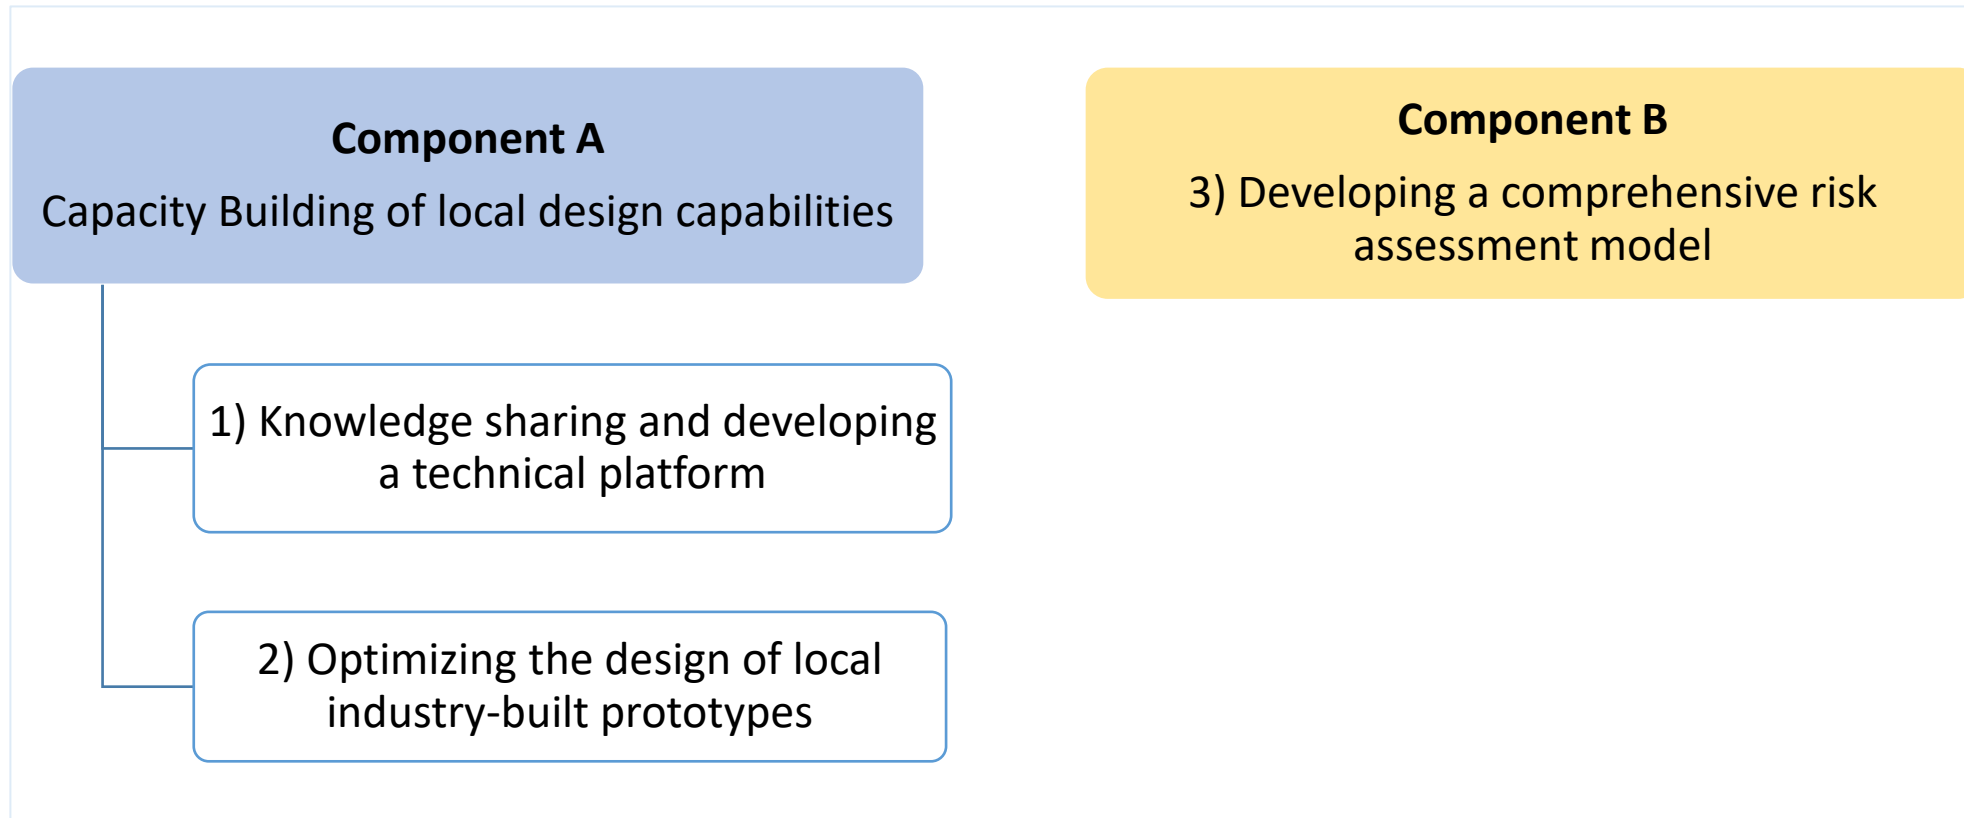 Component A
Capacity Building of local design capabilities
1) Knowledge sharing and developing
a technical platform
2) Optimizing the design of local
industry-built prototypes
Component B
3) Developing a comprehensive risk
assessment model